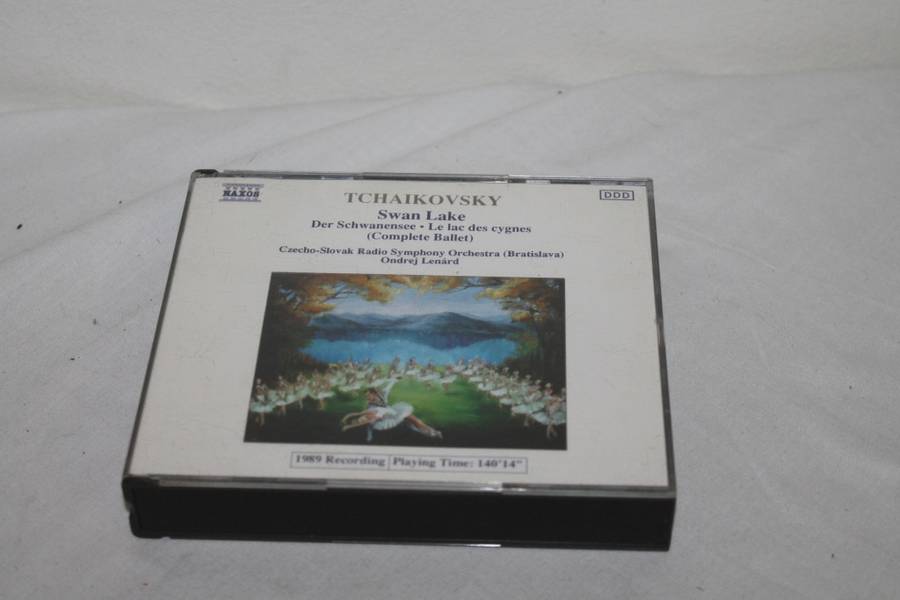 NAXOS
DDD
TCHAIKOVSKY
Swan Lake
Der Schwanensee • Le lac des cygnes
(Complete Ballet)
Czecho-Slovak Radio Symphony Orchestra (Bratislava)
Ondrej Lenárd
1989 Recording Playing Time: 140'14"